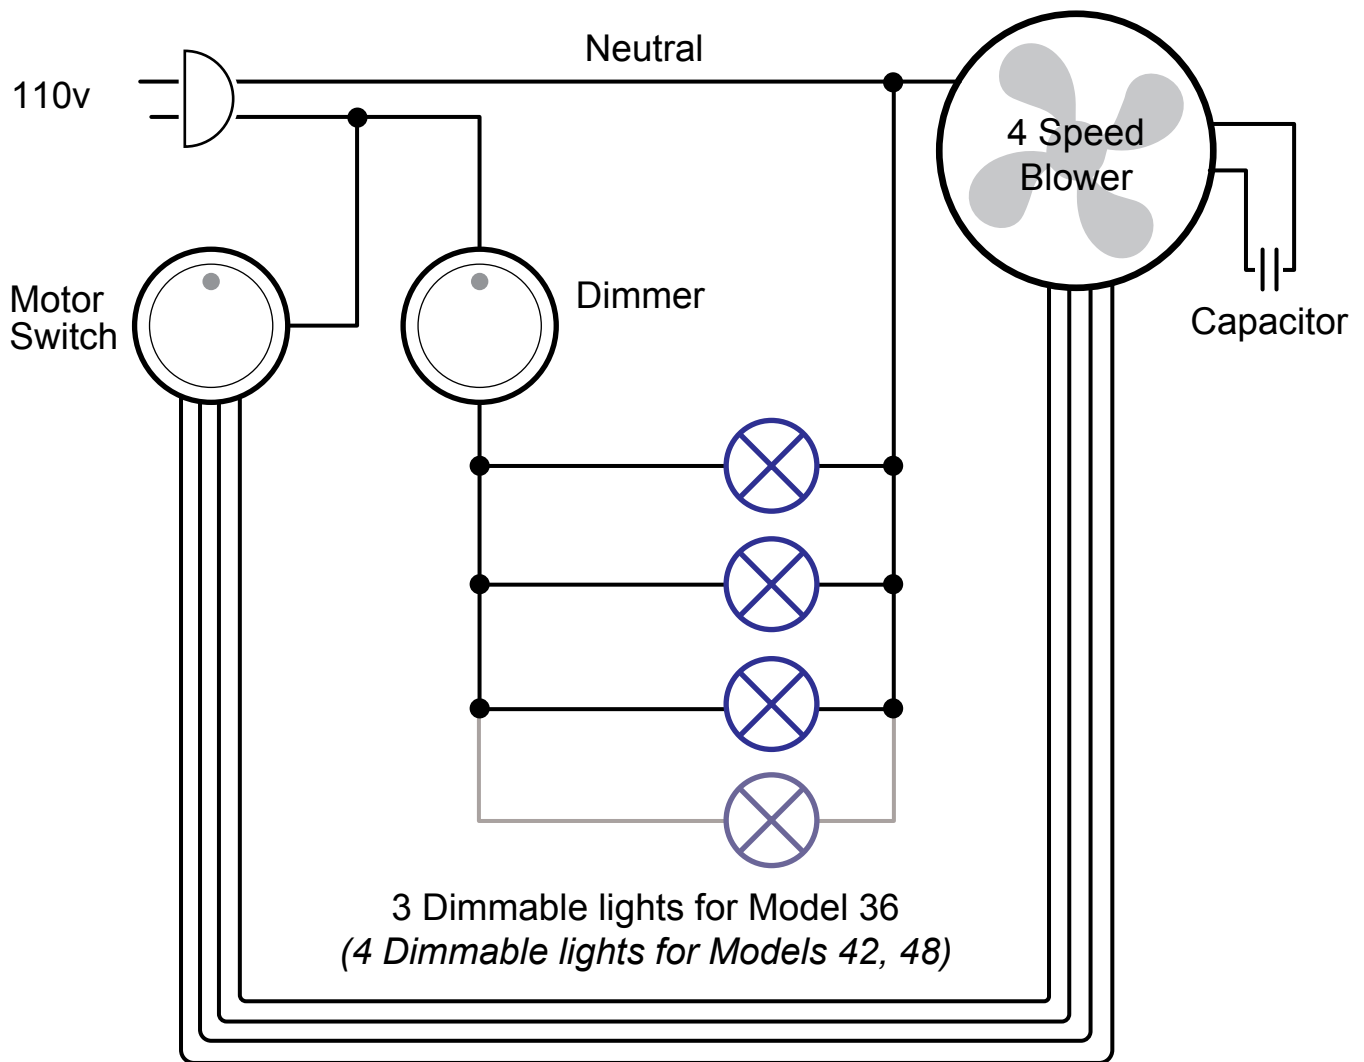 Neutral
110v
4 Speed
Blower
Motor
Switch
Dimmer
Capacitor
3 Dimmable lights for Model 36
(4 Dimmable lights for Models 42, 48)